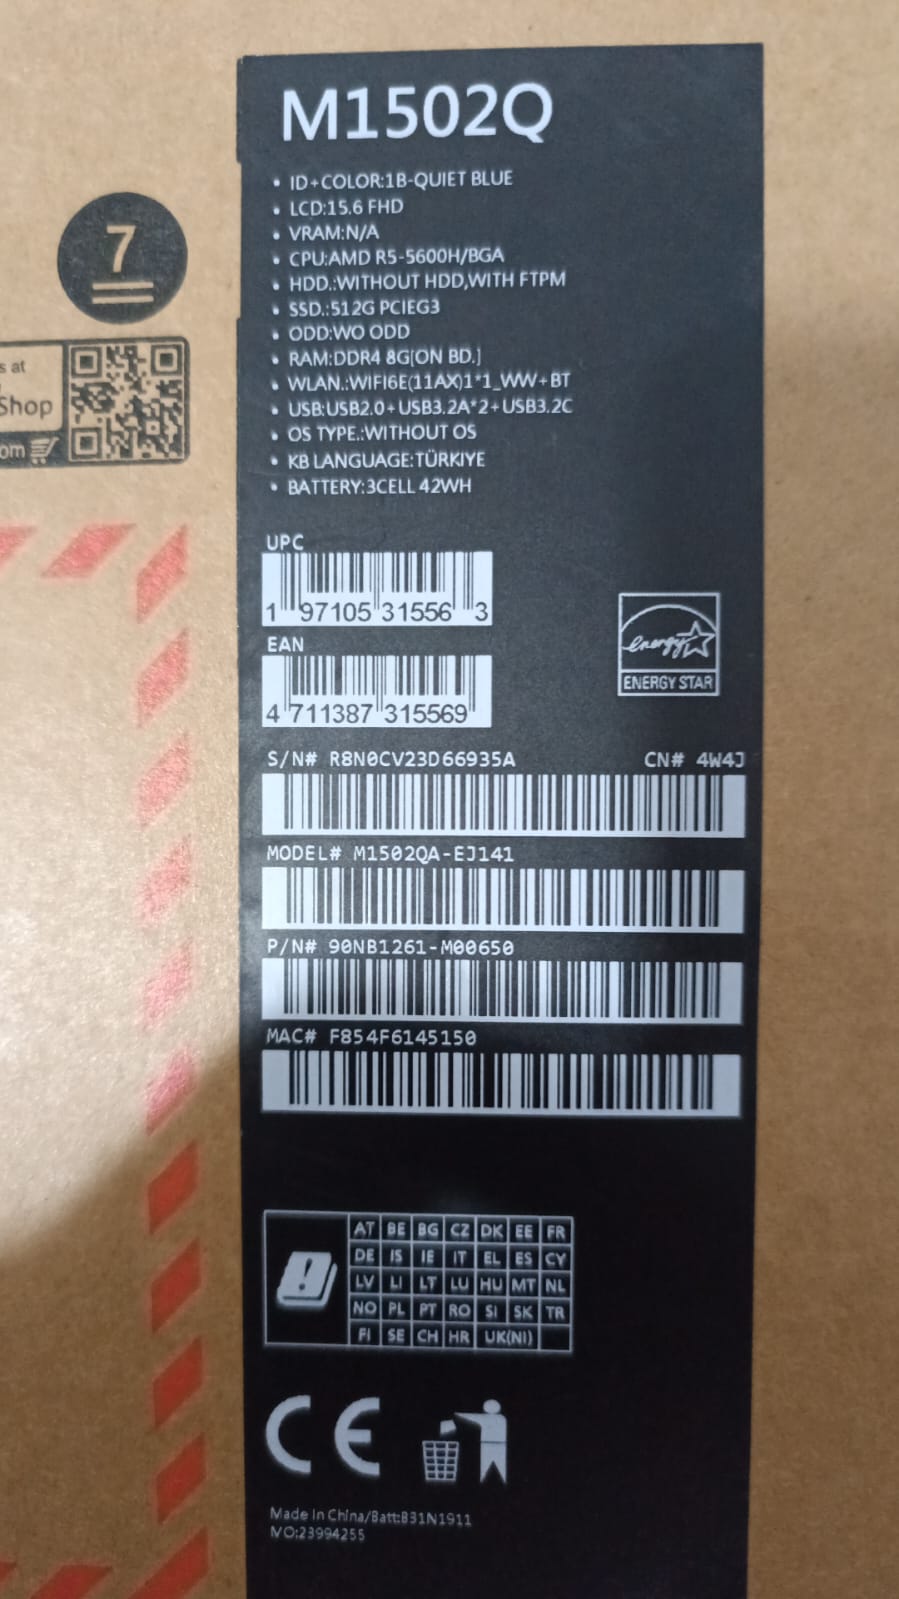 M1502Q
• ID+COLOR:1B-QUIET BLUE
• LCD:15.6 FHD
• VRAM:N/A
• CPU:AMD R5-5600H/BGA
• HDD.:WITHOUT HDD,WITH FTPM
• SSD.:512G PCIEG3
• ODD:WO ODD
• RAM:DDR4 8G[ON BD.]
• WLAN.:WIFI6E(11AX)1*1_WW+BT
• USB:USB2.0+USB3.2A*2+USB3.2C
• OS TYPE.:WITHOUT OS
• KB LANGUAGE:TÜRKIYE
• BATTERY:3CELL 42WH
7
s at
Shop
om
UPC
1 97105 31556 3
EAN
4 711387 315569
energy
ENERGY STAR
S/N# R8N0CV23D66935A CN# 4W4J
MODEL# M1502QA-EJ141
P/N# 90NB1261-M00650
MAC# F854F6145150
! AT BE BG CZ DK EE FR
DE IS IE IT EL ES CY
LV LI LT LU HU MT NL
NO PL PT RO SI SK TR
FI SE CH HR UK(NI)
CE
Made In China/Batt:B31N1911
MO:23994255